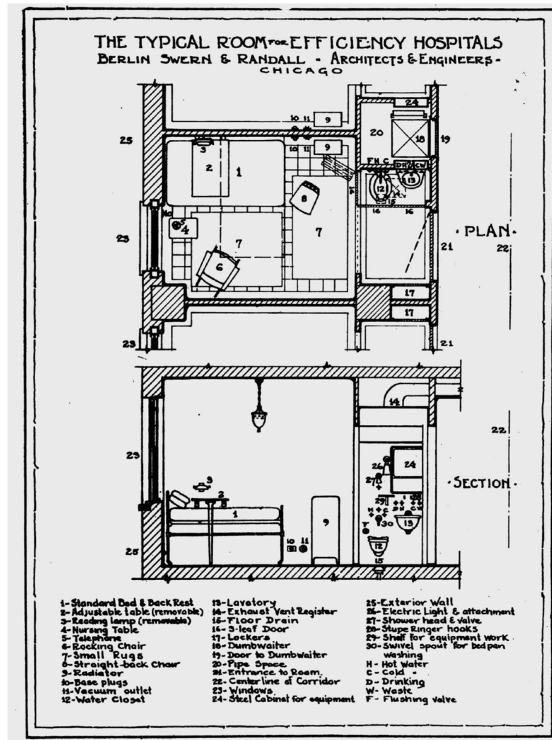 THE TYPICAL ROOM FOR EFFICIENCY HOSPITALS
BERLIN SWERN & RANDALL - ARCHITECTS & ENGINEERS -
CHICAGO
PLAN
SECTION
1-Standard Bed & Back Rest
2-Adjustable table (removable)
3-Reading lamp (removable)
4-Nursing Table
5-Telephone
6-Rocking Chair
7-Small Rugs
8-Straight-back Chair
9-Radiator
10-Base plugs
11-Vacuum outlet
12-Water Closet
13-Lavatory
14-Exhaust Vent Register
15-Floor Drain
16-3-leaf Door
17-Lockers
18-Dumbwaiter
19-Door to Dumbwaiter
20-Pipe Space
21-Entrance to Room
22-Centerline of Corridor
23-Windows
24-Steel Cabinet for equipment
25-Exterior Wall
26-Electric Light & attachment
27-Shower head & valve
28-Stupe Ringer hooks
29-Shelf for equipment work
30-Swivel spout for bedpan
washing
H-Hot Water
C-Cold "
D-Drinking "
W-Waste
F-Flushing Valve